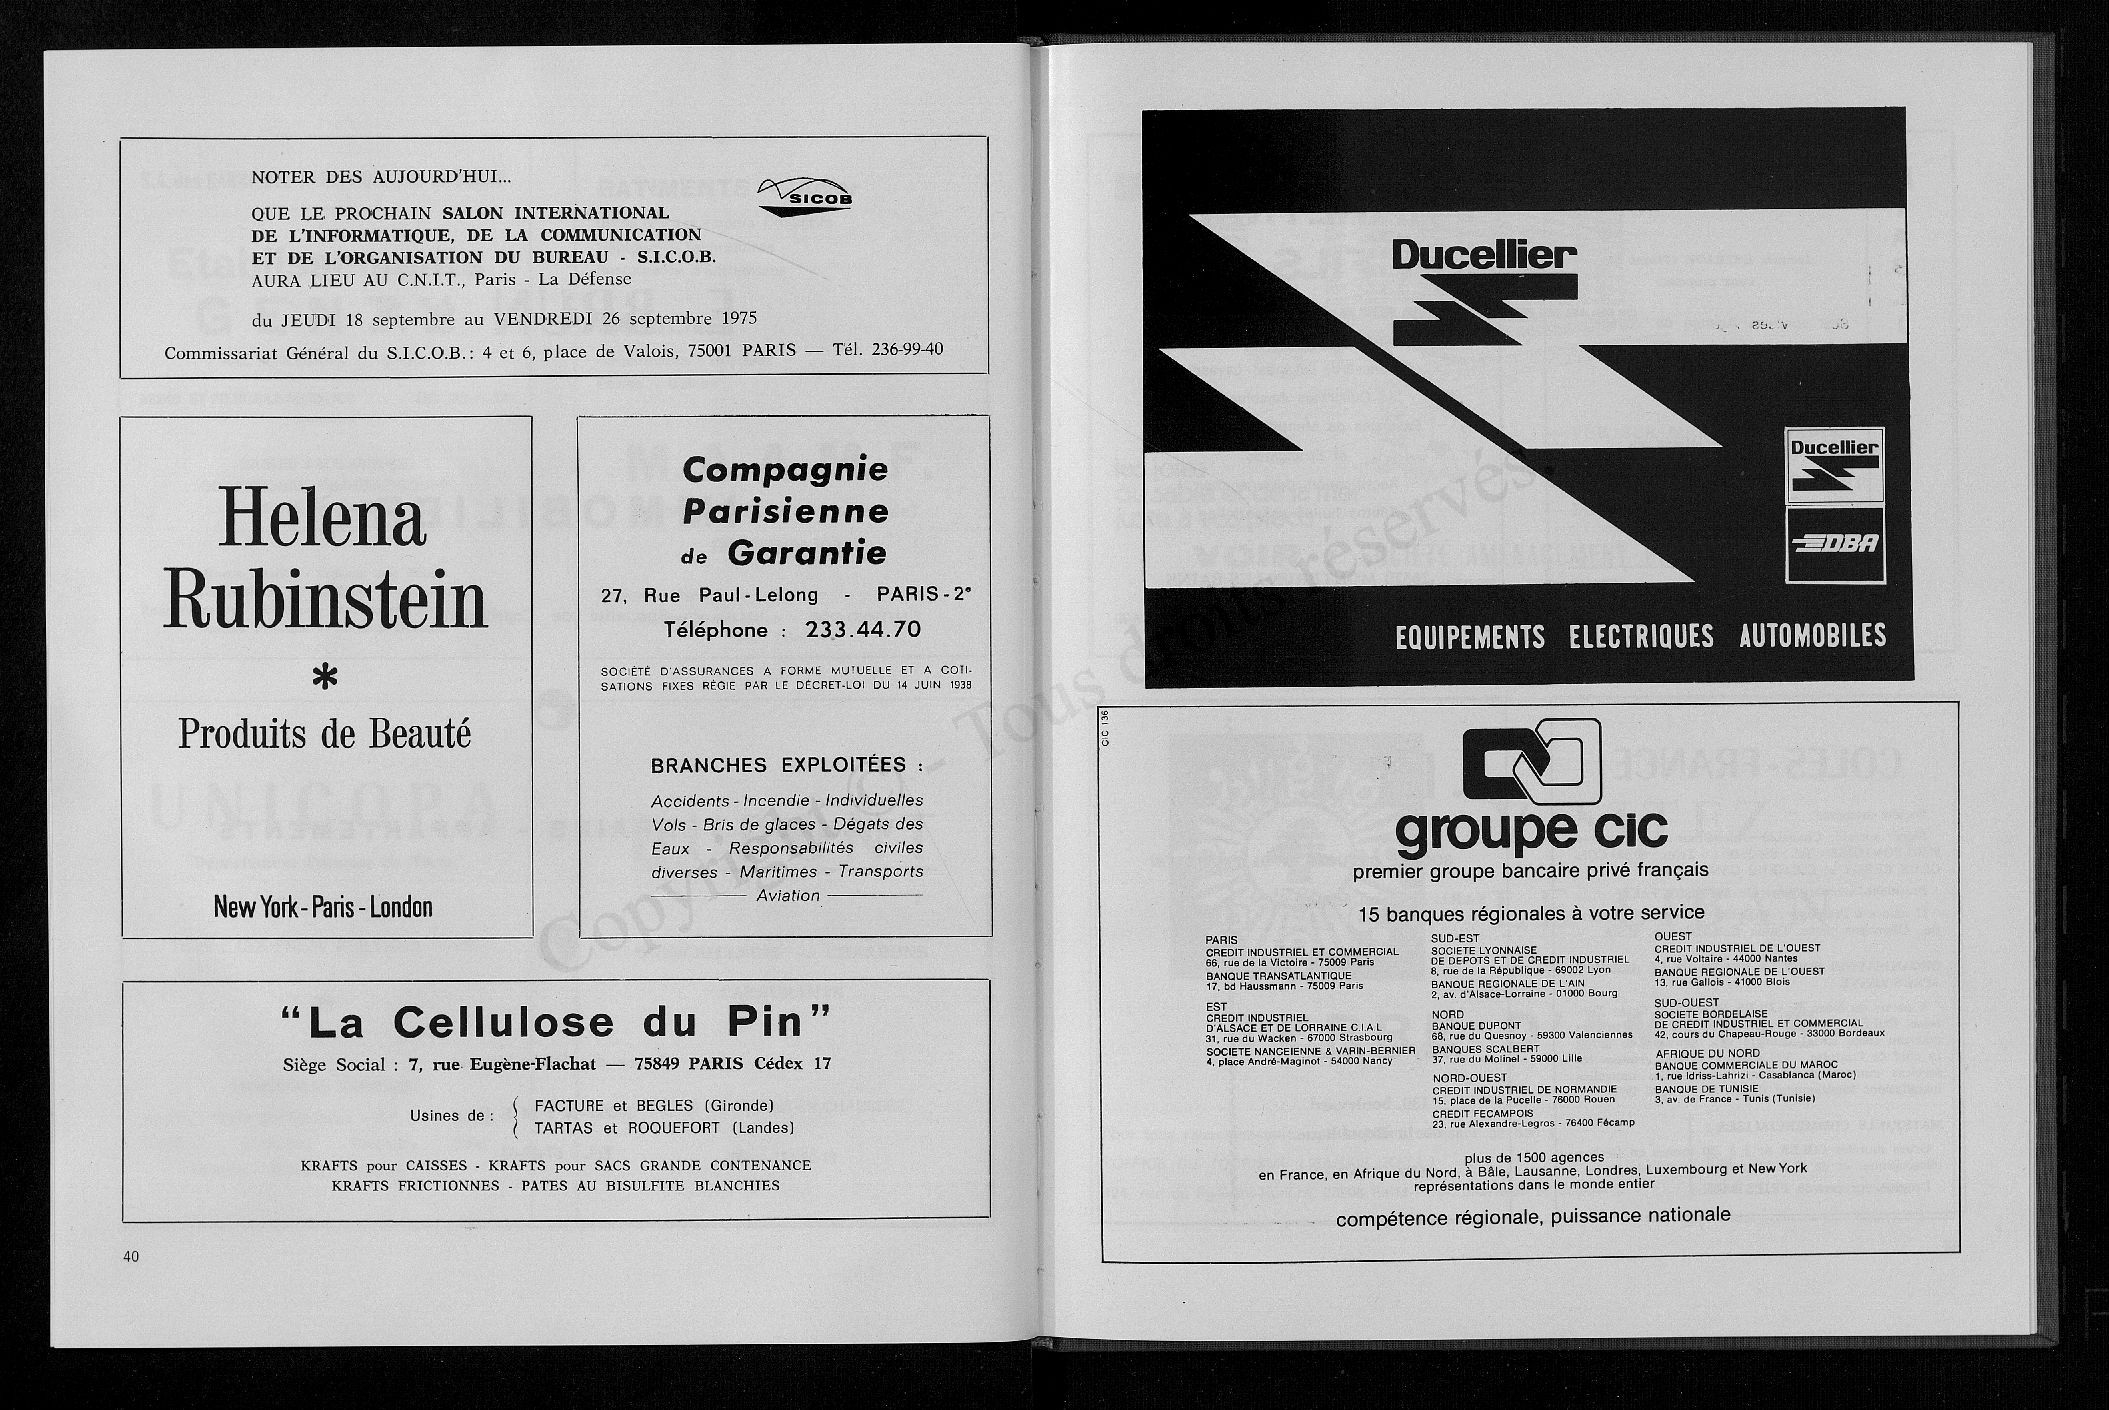 NOTER DES AUJOURD'HUI...
SICOB
QUE LE PROCHAIN SALON INTERNATIONAL
DE L'INFORMATIQUE, DE LA COMMUNICATION
ET DE L'ORGANISATION DU BUREAU - S.I.C.O.B.
AURA LIEU AU C.N.I.T., Paris - La Défense
du JEUDI 18 septembre au VENDREDI 26 septembre 1975
Commissariat Général du S.I.C.O.B.: 4 et 6, place de Valois, 75001 PARIS — Tél. 236-99-40
Helena
Rubinstein
*
Produits de Beauté
New York - Paris - London
Compagnie
Parisienne
de Garantie
27, Rue Paul-Lelong - PARIS-2e
Téléphone : 233.44.70
SOCIÉTÉ D'ASSURANCES A FORME MUTUELLE ET A COTI-
SATIONS FIXES RÉGIE PAR LE DÉCRET-LOI DU 14 JUIN 1938
BRANCHES EXPLOITÉES :
Accidents - Incendie - Individuelles
Vols - Bris de glaces - Dégats des
Eaux - Responsabilités civiles
diverses - Maritimes - Transports
Aviation
"La Cellulose du Pin"
Siège Social : 7, rue Eugène-Flachat — 75849 PARIS Cédex 17
Usines de :
FACTURE et BEGLES (Gironde)
TARTAS et ROQUEFORT (Landes)
KRAFTS pour CAISSES - KRAFTS pour SACS GRANDE CONTENANCE
KRAFTS FRICTIONNES - PATES AU BISULFITE BLANCHIES
40
Ducellier
Ducellier
DBA
EQUIPEMENTS ELECTRIQUES AUTOMOBILES
CIC 136
groupe cic
premier groupe bancaire privé français
15 banques régionales à votre service
PARIS
CREDIT INDUSTRIEL ET COMMERCIAL
66, rue de la Victoire - 75009 Paris
BANQUE TRANSATLANTIQUE
17, bd Haussmann - 75009 Paris
EST
CREDIT INDUSTRIEL
D'ALSACE ET DE LORRAINE C.I.A.L
31, rue du Wacken - 67000 Strasbourg
SOCIETE NANCEIENNE & VARIN-BERNIER
4, place André-Maginot - 54000 Nancy
SUD-EST
SOCIETE LYONNAISE
DE DEPOTS ET DE CREDIT INDUSTRIEL
8, rue de la République - 69002 Lyon
BANQUE REGIONALE DE L'AIN
2, av. d'Alsace-Lorraine - 01000 Bourg
NORD
BANQUE DUPONT
68, rue du Quesnoy - 59300 Valenciennes
BANQUES SCALBERT
37, rue du Molinel - 59000 Lille
NORD-OUEST
CREDIT INDUSTRIEL DE NORMANDIE
15, place de la Pucelle - 76000 Rouen
CREDIT FECAMPOIS
23, rue Alexandre-Legros - 76400 Fécamp
OUEST
CREDIT INDUSTRIEL DE L'OUEST
4, rue Voltaire - 44000 Nantes
BANQUE REGIONALE DE L'OUEST
13, rue Gallois - 41000 Blois
SUD-OUEST
SOCIETE BORDELAISE
DE CREDIT INDUSTRIEL ET COMMERCIAL
42, cours du Chapeau-Rouge - 33000 Bordeaux
AFRIQUE DU NORD
BANQUE COMMERCIALE DU MAROC
1, rue Idriss-Lahrizi - Casablanca (Maroc)
BANQUE DE TUNISIE
3, av. de France - Tunis (Tunisie)
plus de 1500 agences
en France, en Afrique du Nord, à Bâle, Lausanne, Londres, Luxembourg et New York
représentations dans le monde entier
compétence régionale, puissance nationale
Copyright © - Tous droits réservés.